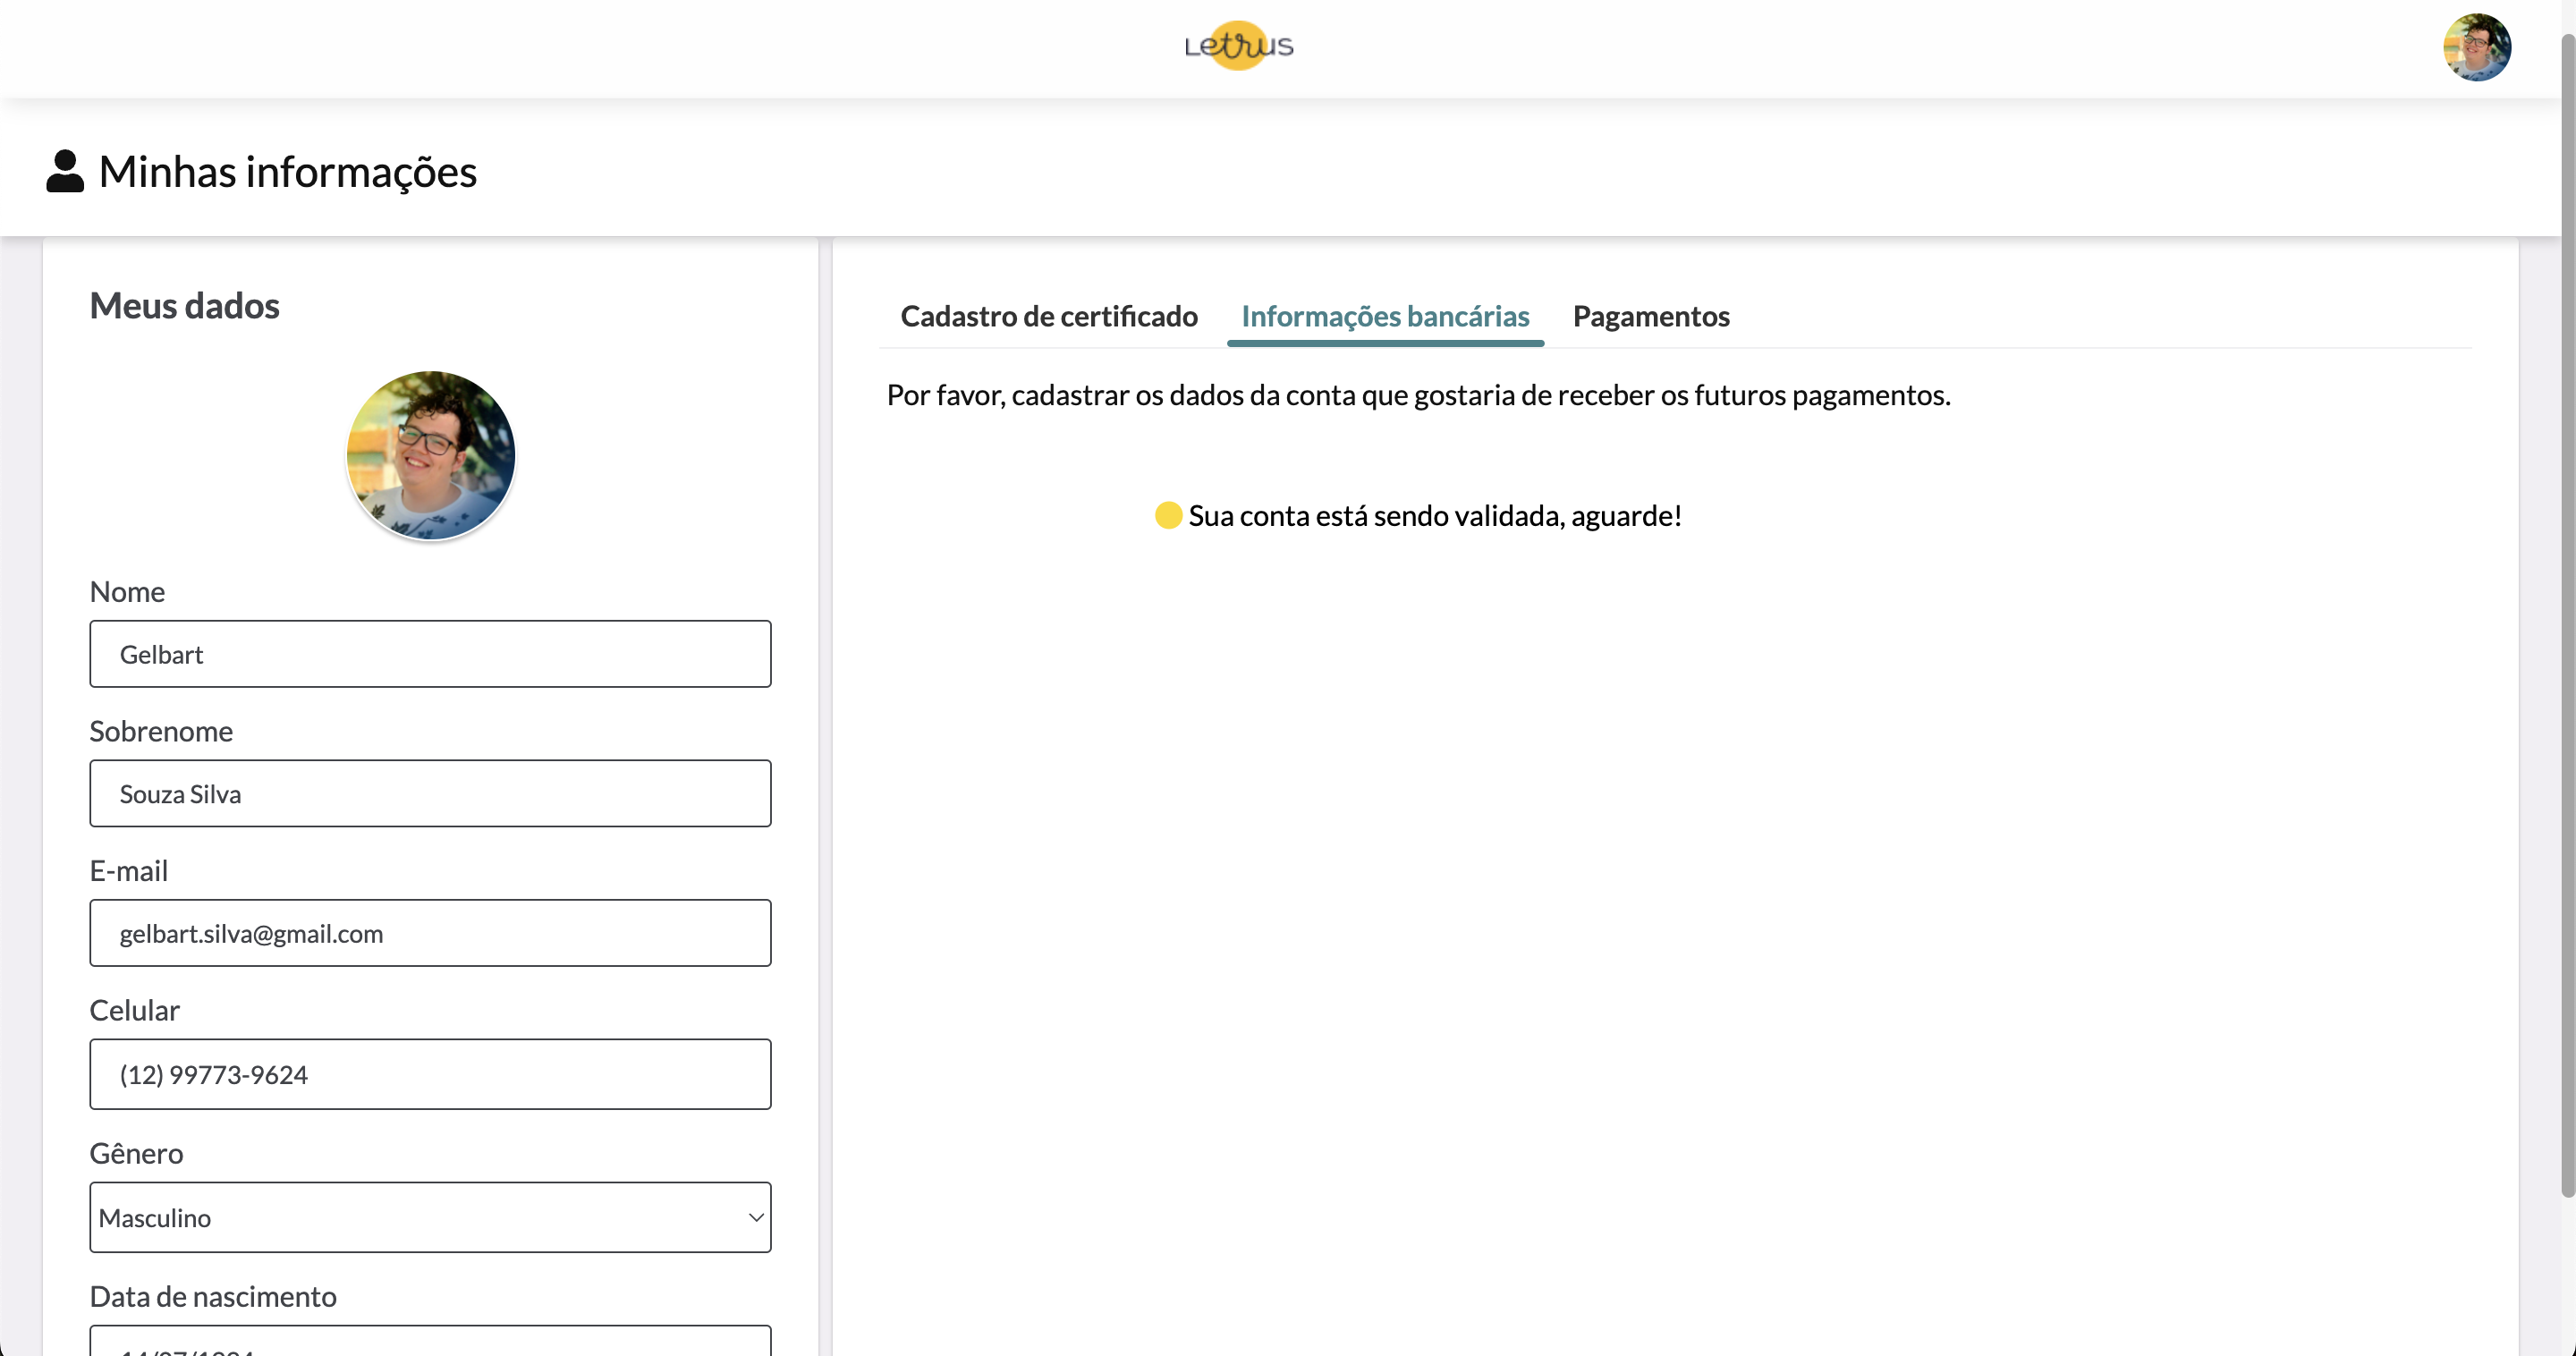 Letrus
Minhas informações
Meus dados
Nome
Gelbart
Sobrenome
Souza Silva
E-mail
gelbart.silva@gmail.com
Celular
(12) 99773-9624
Gênero
Masculino
Data de nascimento
Cadastro de certificado Informações bancárias Pagamentos
Por favor, cadastrar os dados da conta que gostaria de receber os futuros pagamentos.
Sua conta está sendo validada, aguarde!